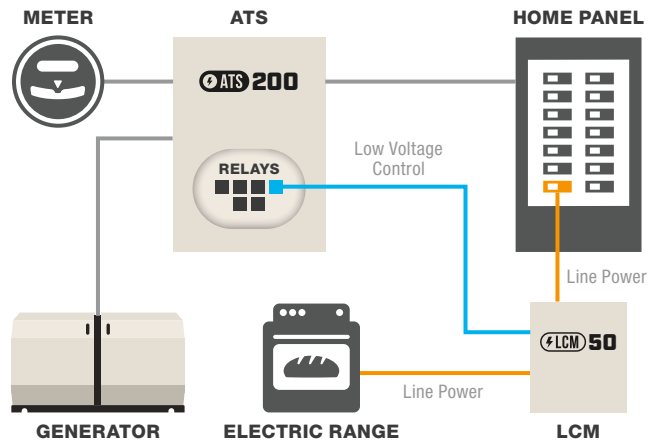 METER
ATS
HOME PANEL
ATS 200
RELAYS
Low Voltage
Control
Line Power
LCM 50
Line Power
GENERATOR
ELECTRIC RANGE
LCM